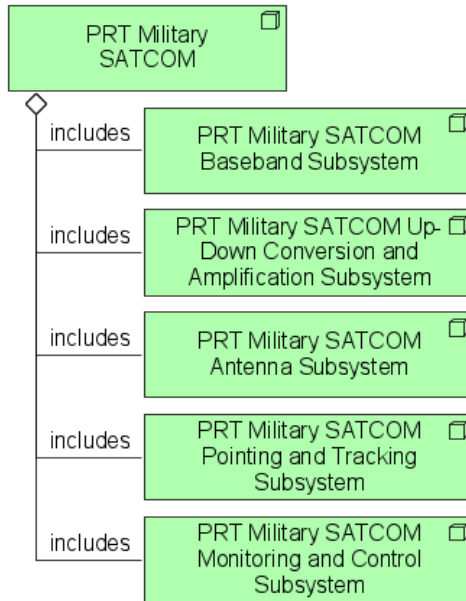 PRT Military
SATCOM
includes
PRT Military SATCOM
Baseband Subsystem
includes
PRT Military SATCOM Up-
Down Conversion and
Amplification Subsystem
includes
PRT Military SATCOM
Antenna Subsystem
includes
PRT Military SATCOM
Pointing and Tracking
Subsystem
includes
PRT Military SATCOM
Monitoring and Control
Subsystem